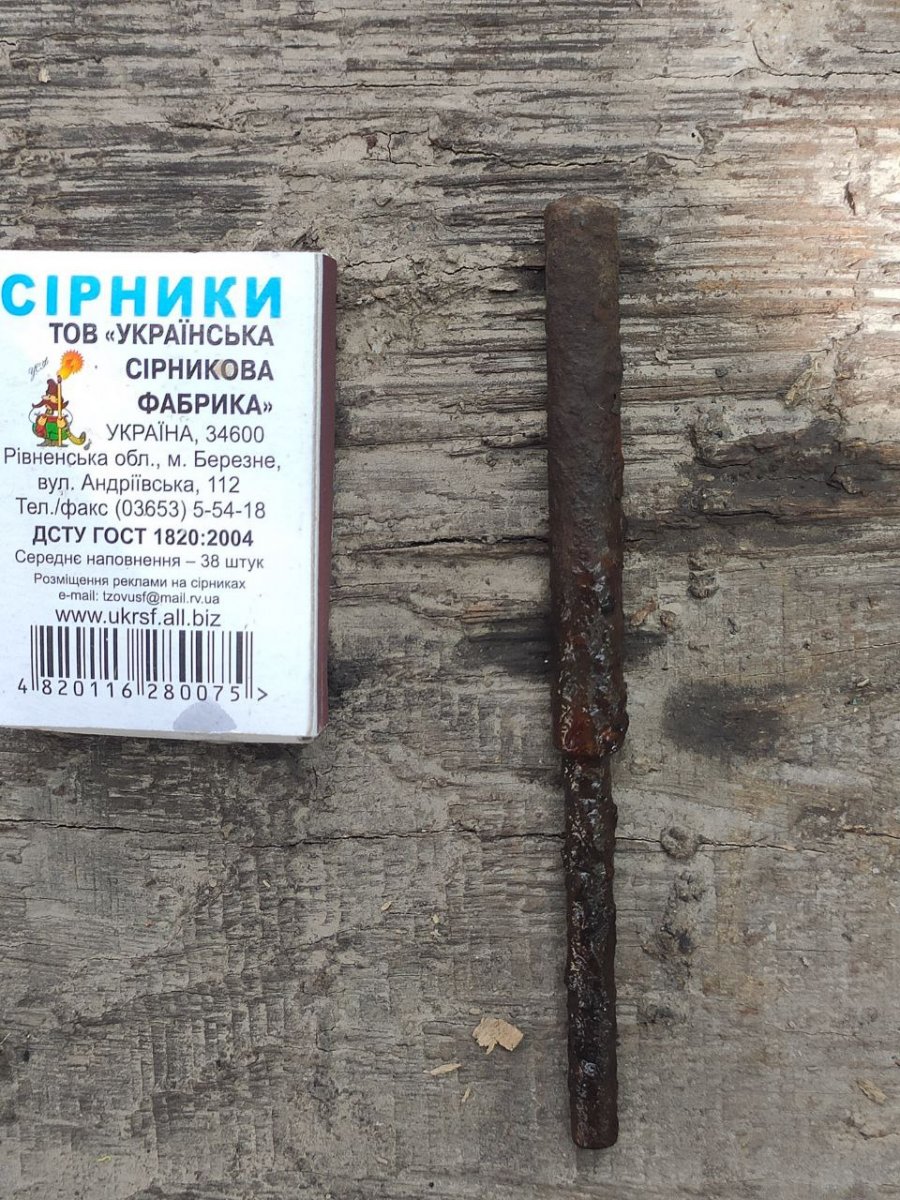 СІРНИКИ
ТОВ «УКРАЇНСЬКА
СІРНИКОВА
ФАБРИКА»
УКРАЇНА, 34600
Рівненська обл., м. Березне,
вул. Андріївська, 112
Тел./факс (03653) 5-54-18
ДСТУ ГОСТ 1820:2004
Середнє наповнення – 38 штук
Розміщення реклами на сірниках
e-mail: tzovusf@mail.rv.ua
www.ukrsf.all.biz
4 820116 280075 >